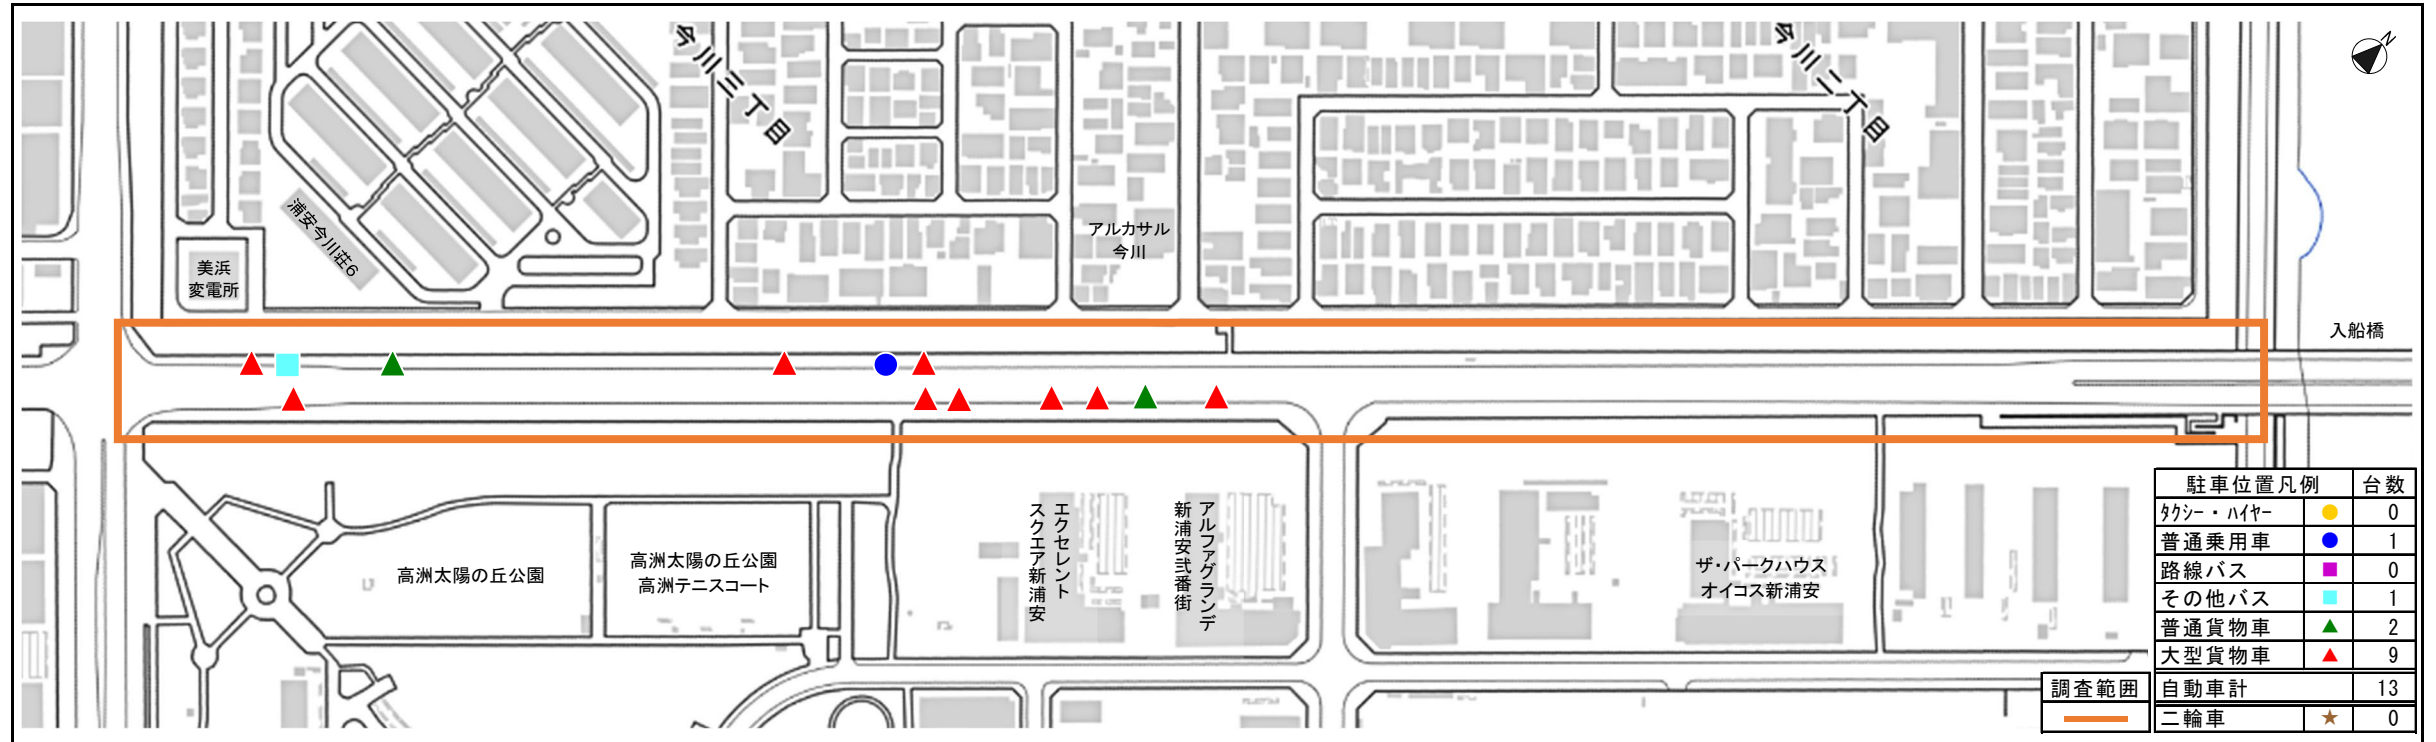 今川三丁目
今川二丁目
N
浦安今川荘6
美浜
変電所
アルカサル
今川
入船橋
高洲太陽の丘公園
高洲太陽の丘公園
高洲テニスコート
エクセレント
スクエア新浦安
アルファグランデ
新浦安弐番街
ザ・パークハウス
オイコス新浦安
調査範囲
駐車位置凡例 台数
ﾀｸｼー・ﾊｲﾔー ● 0
普通乗用車 ● 1
路線バス ■ 0
その他バス ■ 1
普通貨物車 ▲ 2
大型貨物車 ▲ 9
自動車計 13
二輪車 ★ 0